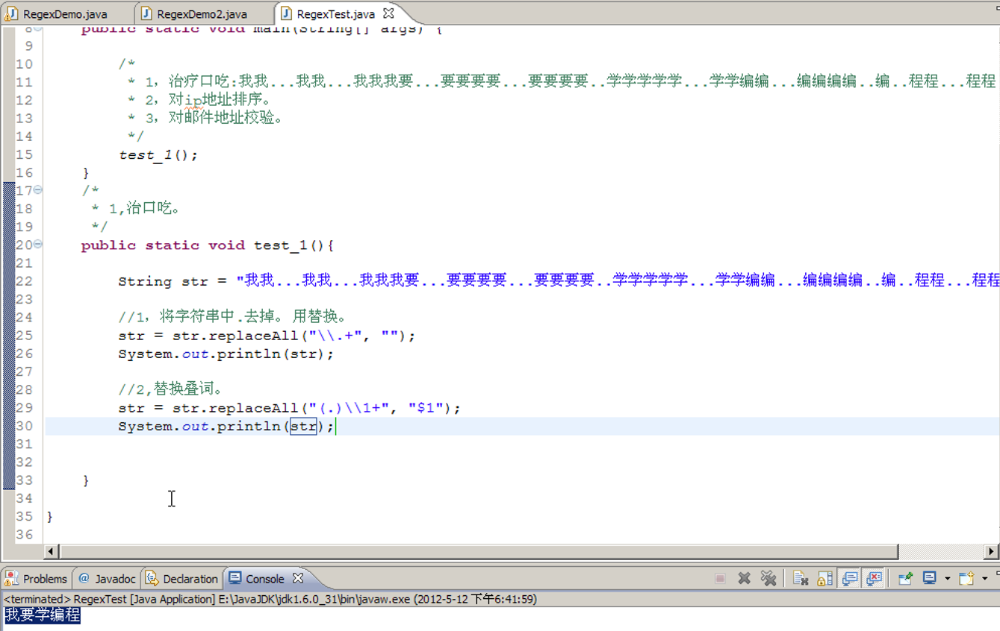 RegexDemo.java
RegexDemo2.java
RegexTest.java
8 public static void main(String[] args) {
9
10 /*
11 * 1，治疗口吃:我我...我我...我我我要...要要要要...要要要要..学学学学学...学学编编...编编编编..编..程程...程程
12 * 2，对ip地址排序。
13 * 3，对邮件地址校验。
14 */
15 test_1();
16 }
17 /*
18 * 1,治口吃。
19 */
20 public static void test_1(){
21
22 String str = "我我...我我...我我我要...要要要要...要要要要..学学学学学...学学编编...编编编编..编..程程...程程
23
24 //1，将字符串中.去掉。 用替换。
25 str = str.replaceAll("\\.+", "");
26 System.out.println(str);
27
28 //2,替换叠词。
29 str = str.replaceAll("(.)\\1+", "$1");
30 System.out.println(str);
31
32
33 }
34
35 }
36
Problems @ Javadoc Declaration Console
<terminated> RegexTest [Java Application] E:\JavaJDK\jdk1.6.0_31\bin\javaw.exe (2012-5-12 下午6:41:59)
我要学编程